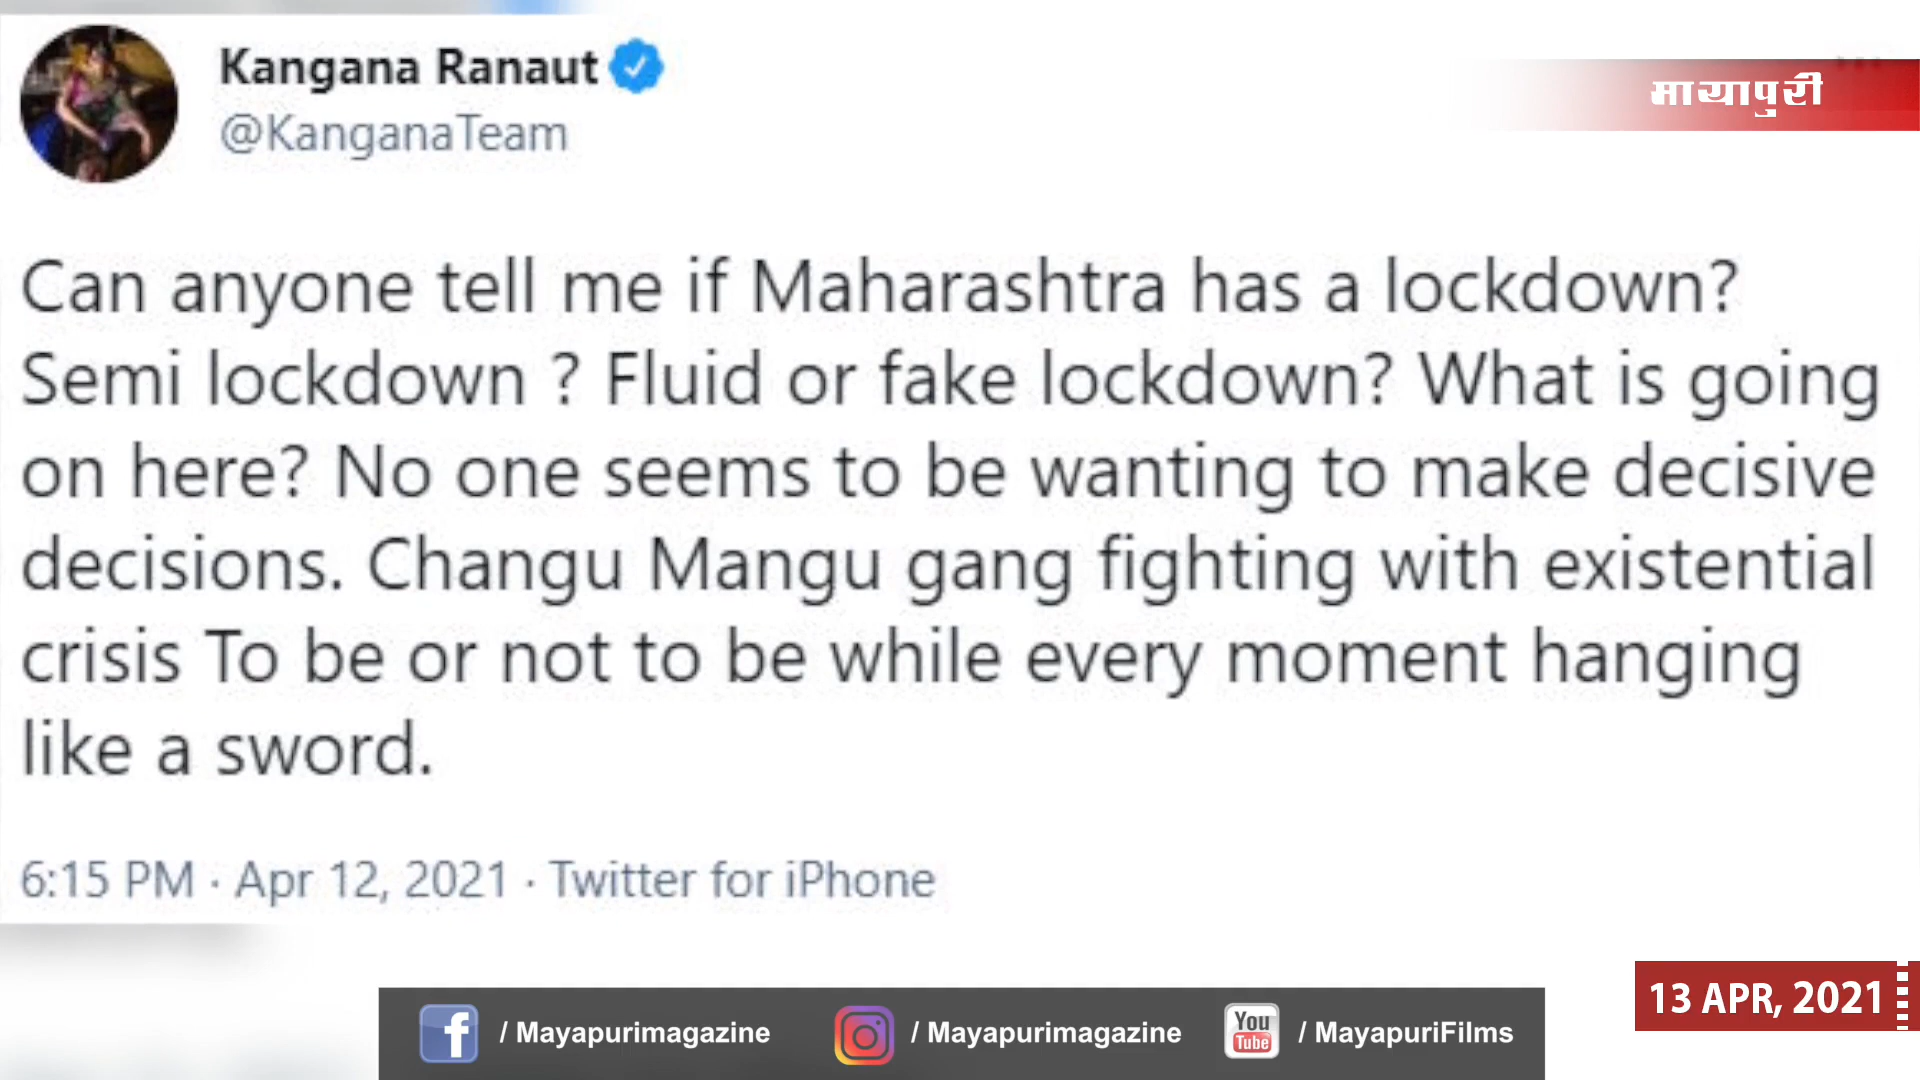 Kangana Ranaut
@KanganaTeam
मायापुरी
Can anyone tell me if Maharashtra has a lockdown?
Semi lockdown ? Fluid or fake lockdown? What is going
on here? No one seems to be wanting to make decisive
decisions. Changu Mangu gang fighting with existential
crisis To be or not to be while every moment hanging
like a sword.
6:15 PM · Apr 12, 2021 · Twitter for iPhone
13 APR, 2021
/ Mayapurimagazine
/ Mayapurimagazine
You Tube / MayapuriFilms